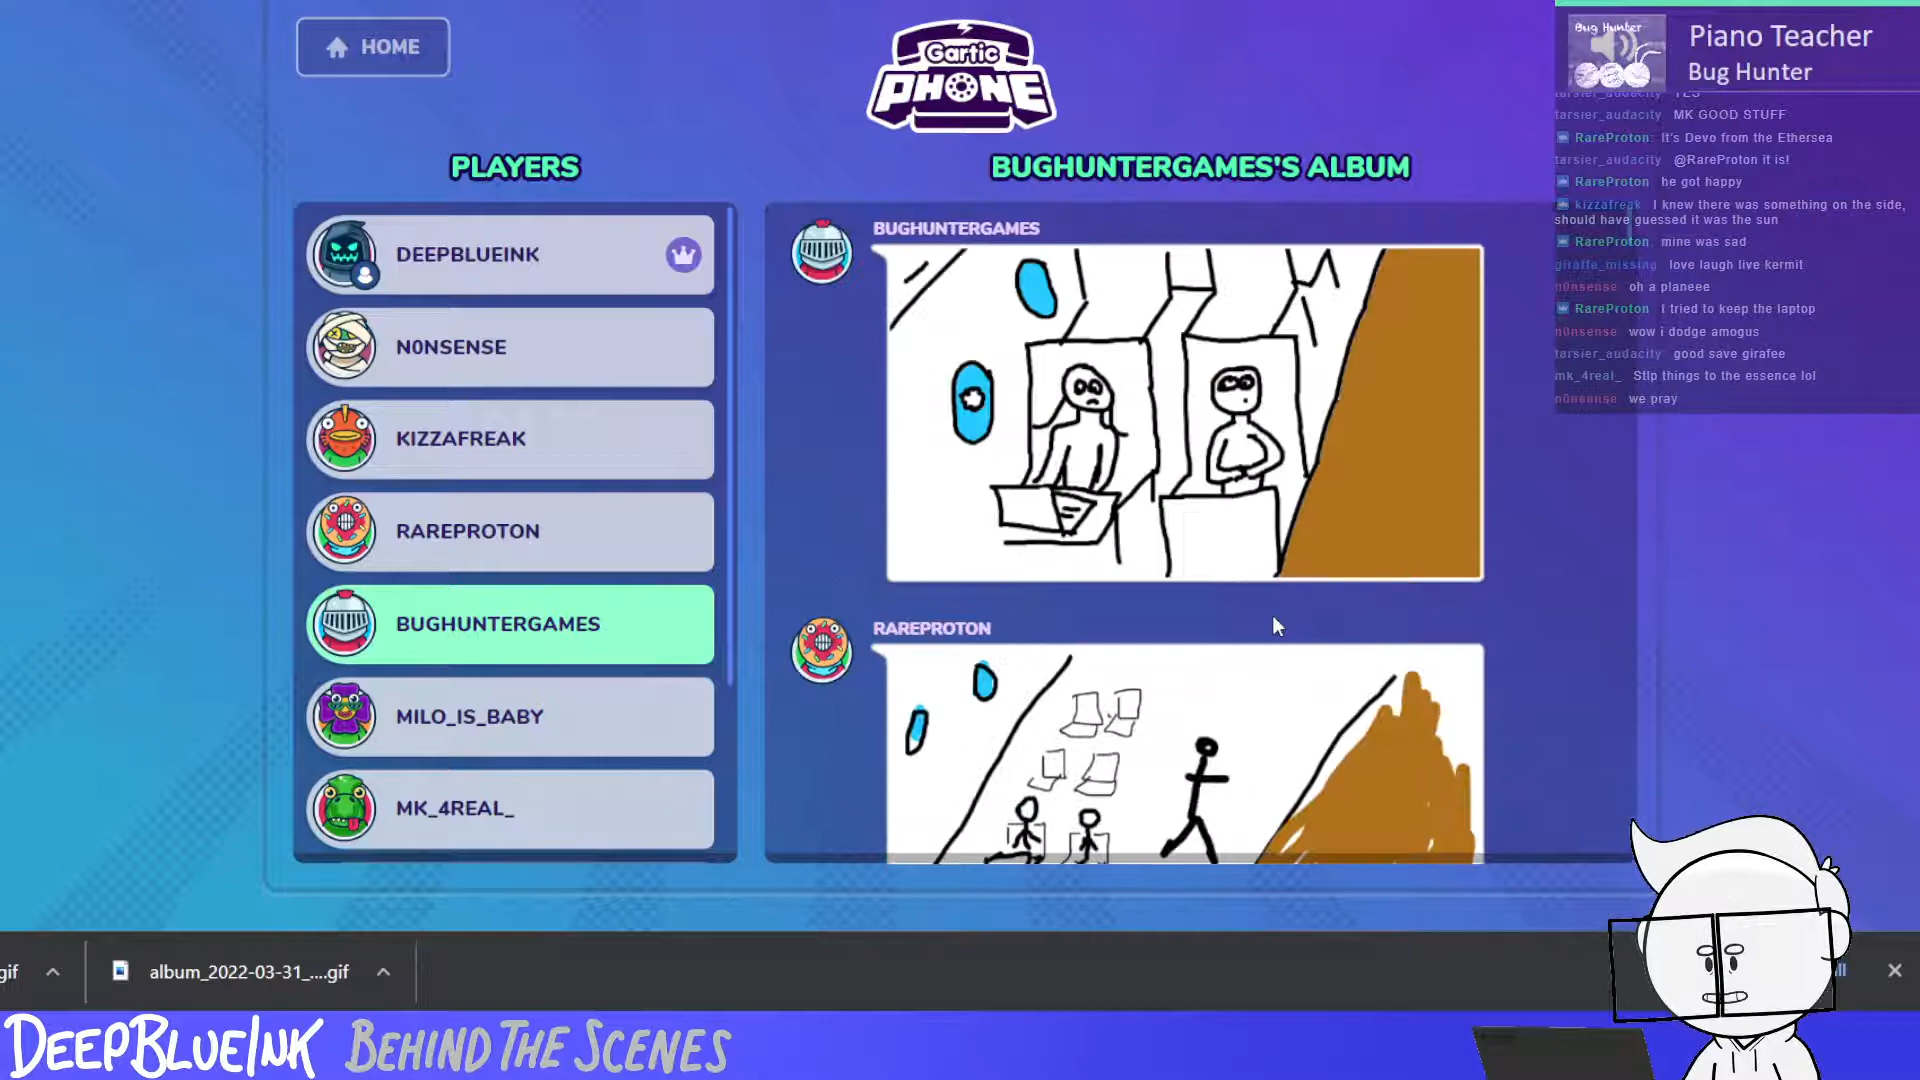 HOME
Gartic
PHONE
Bug Hunter
Piano Teacher
Bug Hunter
tarsier_audacity YES
tarsier_audacity MK GOOD STUFF
RareProton: It's Devo from the Ethersea
tarsier_audacity @RareProton it is!
RareProton he got happy
kizzafreak I knew there was something on the side,
should have guessed it was the sun
RareProton mine was sad
giraffe_missing love laugh live kermit
n0nsense oh a planeee
RareProton I tried to keep the laptop
n0nsense wow i dodge amogus
tarsier_audacity good save girafee
mk_4real_ StIp things to the essence lol
n0nsense we pray
PLAYERS
DEEPBLUEINK
N0NSENSE
KIZZAFREAK
RAREPROTON
BUGHUNTERGAMES
MILO_IS_BABY
MK_4REAL_
BUGHUNTERGAMES'S ALBUM
BUGHUNTERGAMES
RAREPROTON
gif
album_2022-03-31_....gif
DEEPBLUEINK BEHIND THE SCENES